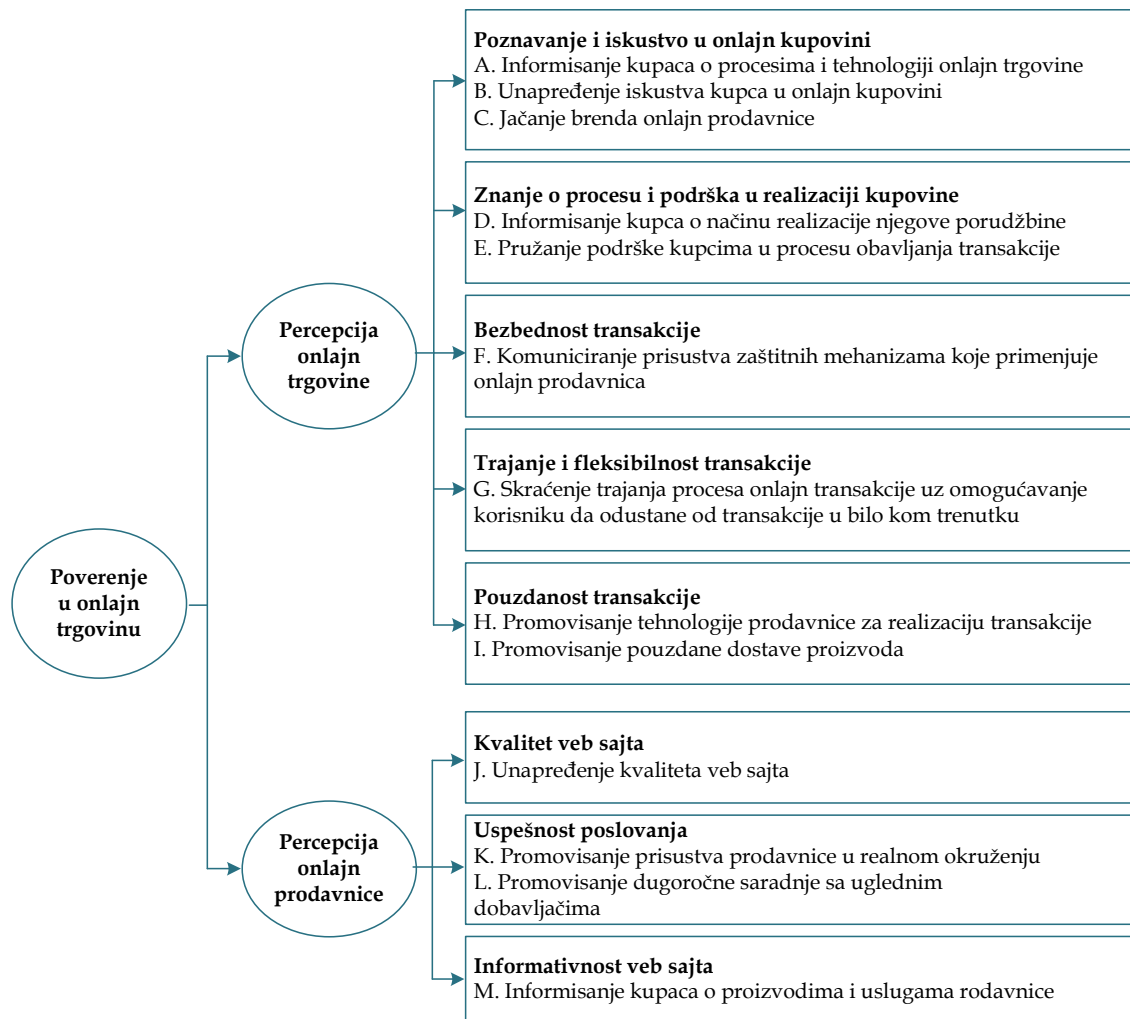 Poznavanje i iskustvo u onlajn kupovini
A. Informisanje kupaca o procesima i tehnologiji onlajn trgovine
B. Unapređenje iskustva kupca u onlajn kupovini
C. Jačanje brenda onlajn prodavnice
Znanje o procesu i podrška u realizaciji kupovine
D. Informisanje kupca o načinu realizacije njegove porudžbine
E. Pružanje podrške kupcima u procesu obavljanja transakcije
Percepcija
onlajn
trgovine
Bezbednost transakcije
F. Komuniciranje prisustva zaštitnih mehanizama koje primenjuje
onlajn prodavnica
Trajanje i fleksibilnost transakcije
G. Skraćenje trajanja procesa onlajn transakcije uz omogućavanje
korisniku da odustane od transakcije u bilo kom trenutku
Poverenje
u onlajn
trgovinu
Pouzdanost transakcije
H. Promovisanje tehnologije prodavnice za realizaciju transakcije
I. Promovisanje pouzdane dostave proizvoda
Kvalitet veb sajta
J. Unapređenje kvaliteta veb sajta
Percepcija
onlajn
prodavnice
Uspešnost poslovanja
K. Promovisanje prisustva prodavnice u realnom okruženju
L. Promovisanje dugoročne saradnje sa uglednim
dobavljačima
Informativnost veb sajta
M. Informisanje kupaca o proizvodima i uslugama rodavnice